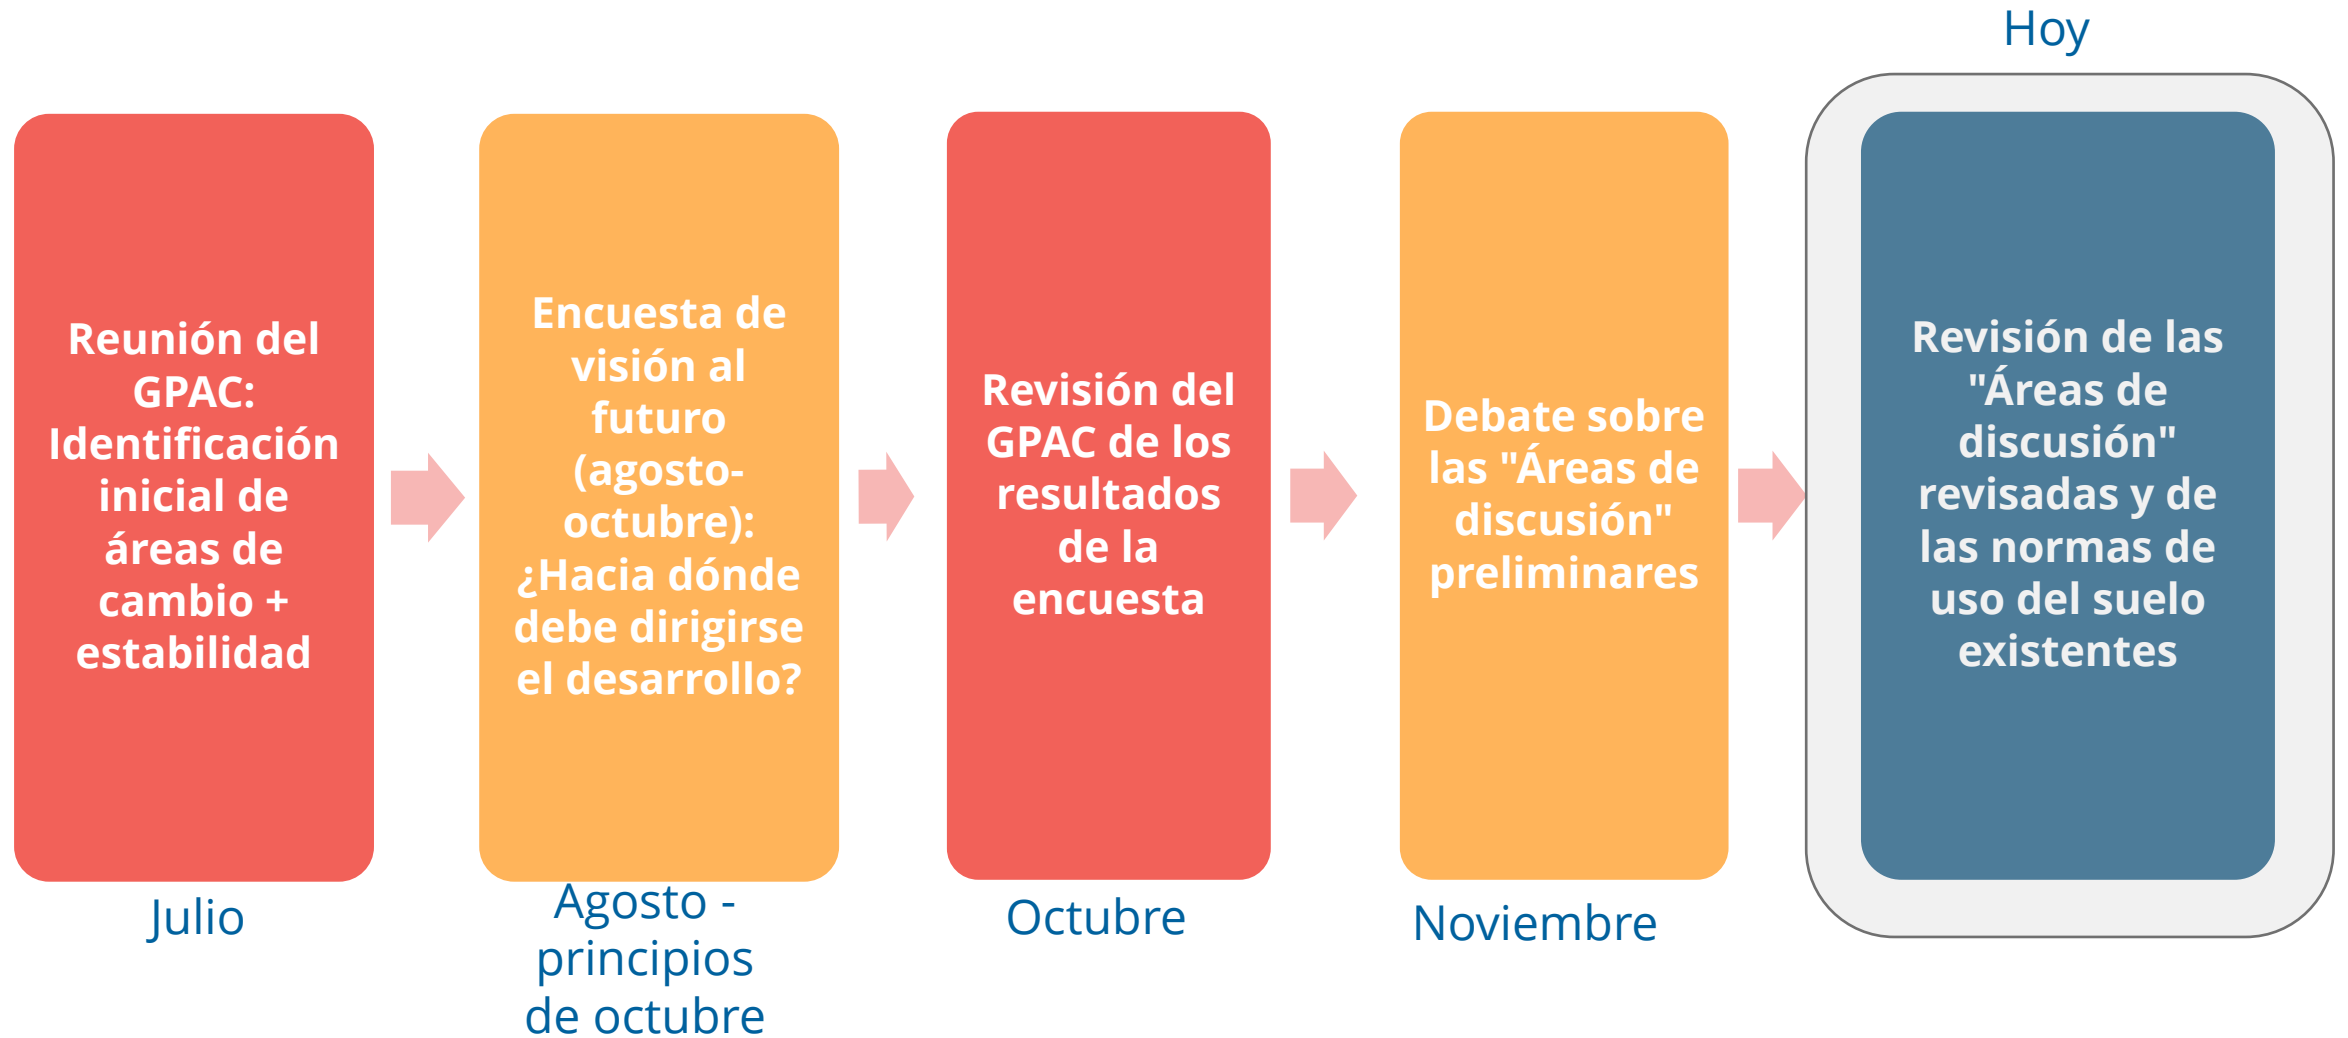 Hoy
Reunión del
GPAC:
Identificación
inicial de
áreas de
cambio +
estabilidad
Julio
Encuesta de
visión al
futuro
(agosto-
octubre):
¿Hacia dónde
debe dirigirse
el desarrollo?
Agosto -
principios
de octubre
Revisión del
GPAC de los
resultados
de la
encuesta
Octubre
Debate sobre
las "Áreas de
discusión"
preliminares
Noviembre
Revisión de las
"Áreas de
discusión"
revisadas y de
las normas de
uso del suelo
existentes